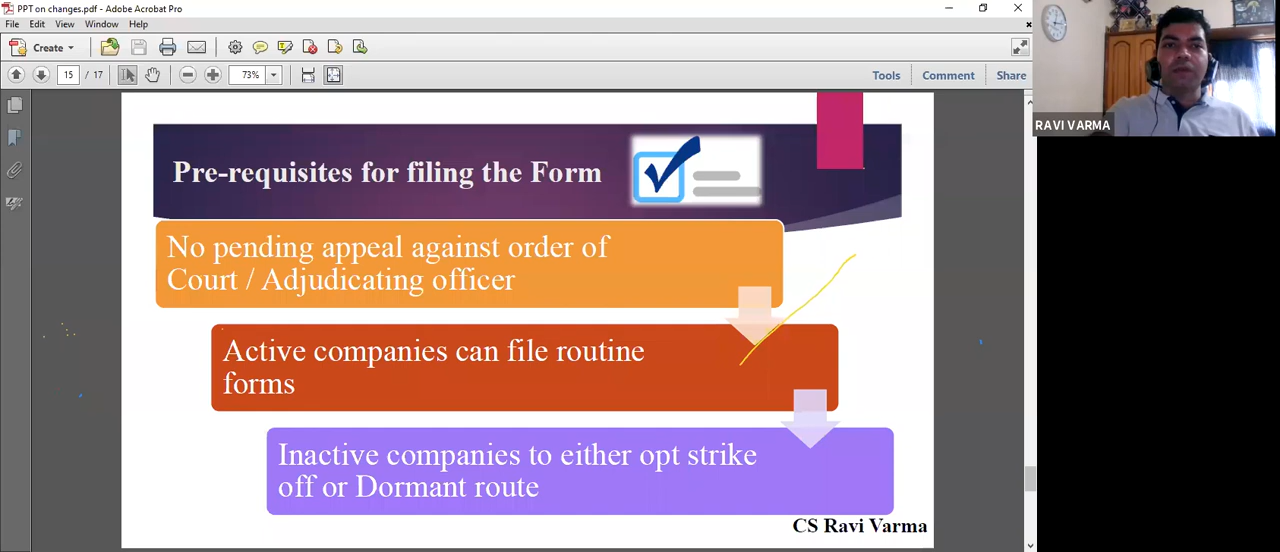 PPT on changes.pdf - Adobe Acrobat Pro
File Edit View Window Help
Create
15 / 17
73%
Tools Comment Share
RAVI VARMA
Pre-requisites for filing the Form
No pending appeal against order of
Court / Adjudicating officer
Active companies can file routine
forms
Inactive companies to either opt strike
off or Dormant route
CS Ravi Varma